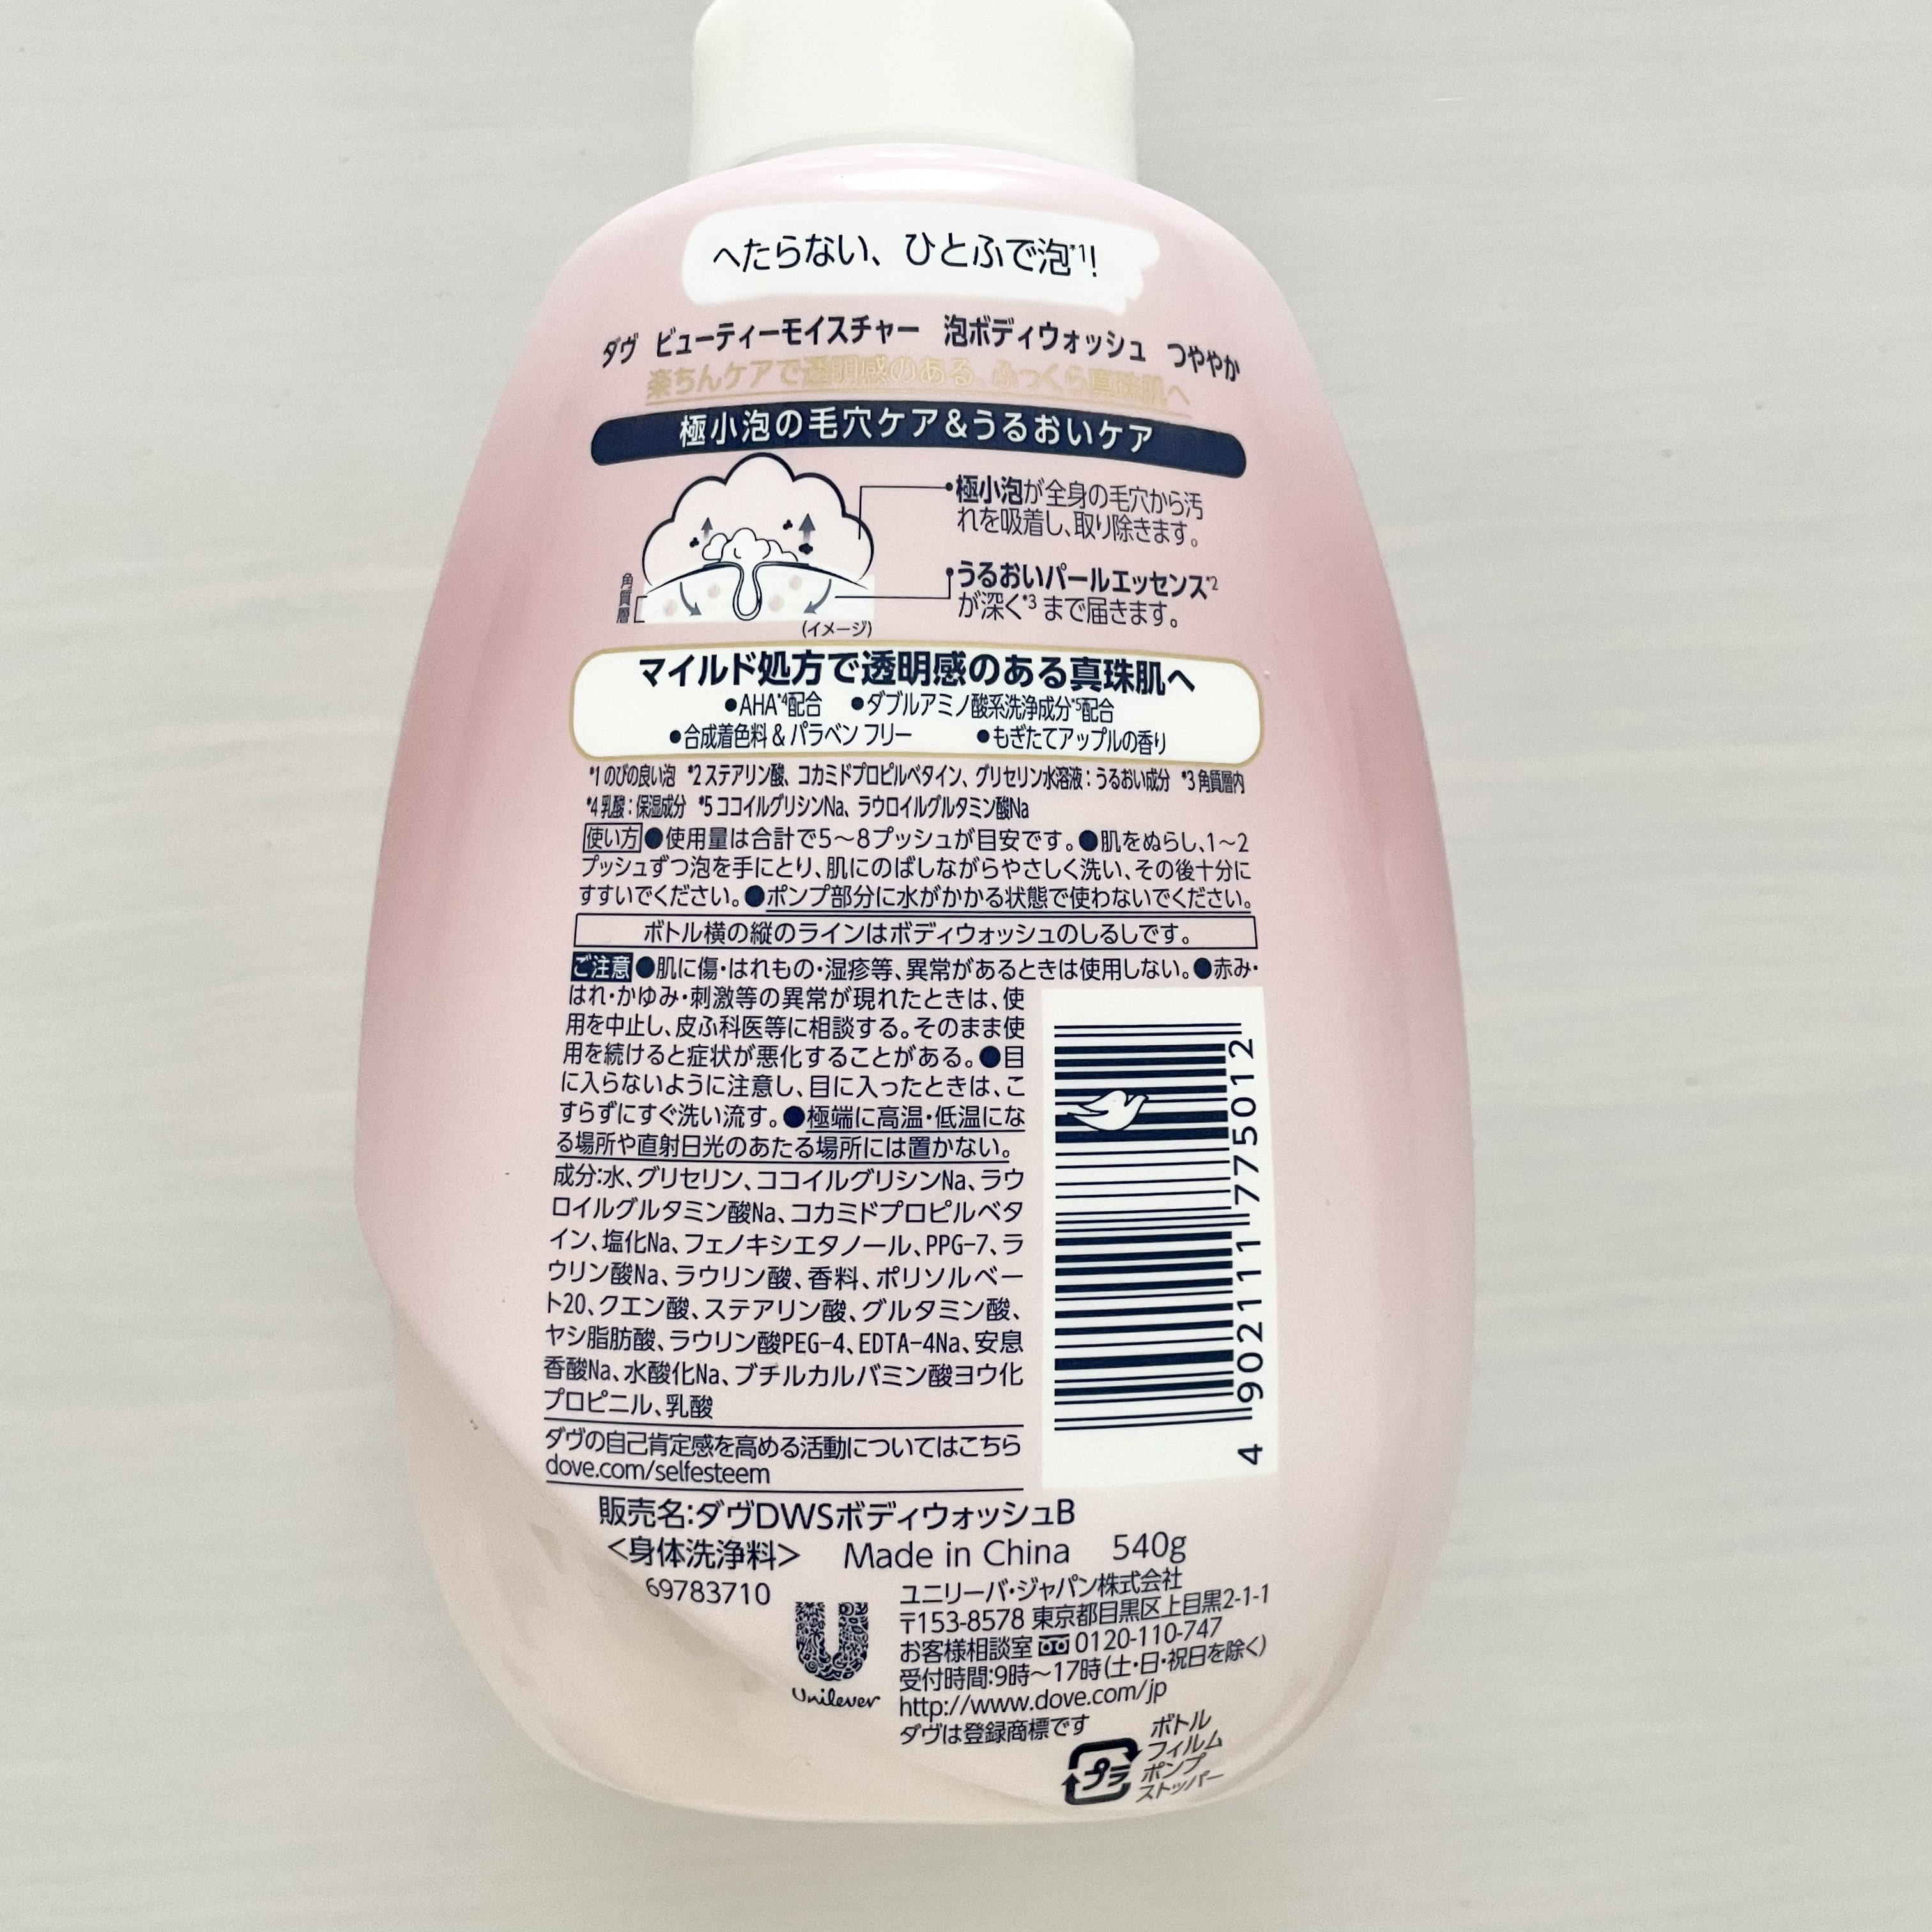 へたらない、ひとふで泡*1!
ダヴ ビューティーモイスチャー 泡ボディウォッシュ つややか
楽ちんケアで透明感のある、ふっくら真珠肌へ
極小泡の毛穴ケア&うるおいケア
極小泡が全身の毛穴から汚
れを吸着し、取り除きます。
うるおいパールエッセンス*2
が深く*3 まで届きます。
角質層
(イメージ)
マイルド処方で透明感のある真珠肌へ
●AHA*4配合 ●ダブルアミノ酸系洗浄成分*5配合
●合成着色料 & パラベン フリー ●もぎたてアップルの香り
*1 のびの良い泡 *2 ステアリン酸、コカミドプロピルベタイン、グリセリン水溶液:うるおい成分 *3 角質層内
*4 乳酸:保湿成分 *5 ココイルグリシンNa、ラウロイルグルタミン酸Na
使い方●使用量は合計で5〜8プッシュが目安です。●肌をぬらし、1〜2
プッシュずつ泡を手にとり、肌にのばしながらやさしく洗い、その後十分に
すすいでください。●ポンプ部分に水がかかる状態で使わないでください。
ボトル横の縦のラインはボディウォッシュのしるしです。
ご注意●肌に傷・はれもの・湿疹等、異常があるときは使用しない。●赤み・
はれ・かゆみ・刺激等の異常が現れたときは、使
用を中止し、皮ふ科医等に相談する。そのまま使
用を続けると症状が悪化することがある。●目
に入らないように注意し、目に入ったときは、こ
すらずにすぐ洗い流す。●極端に高温・低温にな
る場所や直射日光のあたる場所には置かない。
成分:水、グリセリン、ココイルグリシンNa、ラウ
ロイルグルタミン酸Na、コカミドプロピルベタ
イン、塩化Na、フェノキシエタノール、PPG-7、ラ
ウリン酸Na、ラウリン酸、香料、ポリソルベー
ト20、クエン酸、ステアリン酸、グルタミン酸、
ヤシ脂肪酸、ラウリン酸PEG-4、EDTA-4Na、安息
香酸Na、水酸化Na、ブチルカルバミン酸ヨウ化
プロピニル、乳酸
4 902111 775012
ダヴの自己肯定感を高める活動についてはこちら
dove.com/selfesteem
販売名:ダヴDWSボディウォッシュB
<身体洗浄料> Made in China 540g
69783710
Unilever
ユニリーバ・ジャパン株式会社
〒153-8578 東京都目黒区上目黒2-1-1
お客様相談室 0120-110-747
受付時間:9時〜17時(土・日・祝日を除く)
http://www.dove.com/jp
ダヴは登録商標です
プラ
ボトル
フィルム
ポンプ
ストッパー